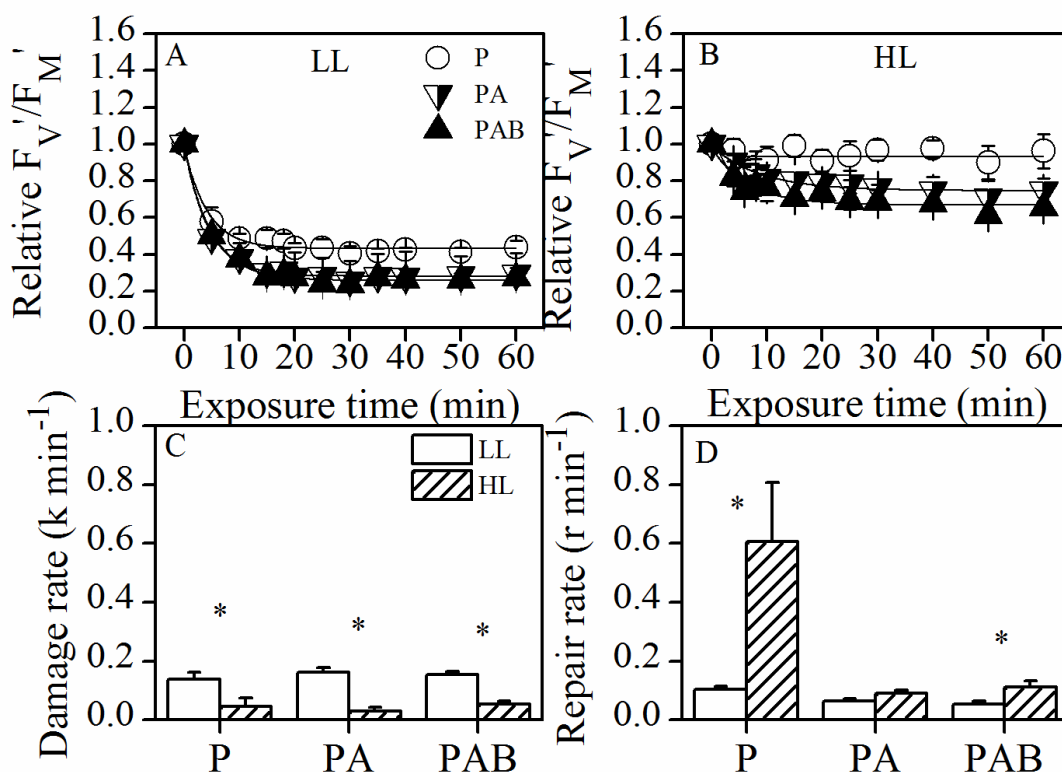 A
LL
P
PA
PAB
Relative F_V'/F_M'
1.6
1.4
1.2
1.0
0.8
0.6
0.4
0.2
0.0
0 10 20 30 40 50 60
Exposure time (min)
B
HL
Relative F_V'/F_M'
1.6
1.4
1.2
1.0
0.8
0.6
0.4
0.2
0.0
0 10 20 30 40 50 60
Exposure time (min)
C
LL
HL
Damage rate (k min⁻¹)
1.0
0.8
0.6
0.4
0.2
0.0
*
*
*
P PA PAB
D
Repair rate (r min⁻¹)
1.0
0.8
0.6
0.4
0.2
0.0
*
*
P PA PAB